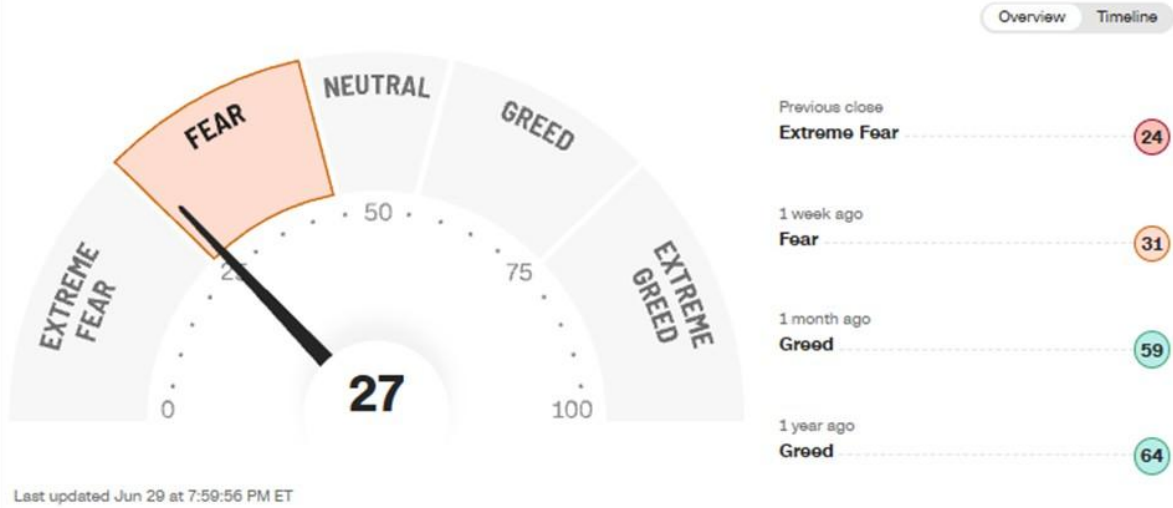 Overview Timeline
NEUTRAL
FEAR
GREED
EXTREME
FEAR
EXTREME
GREED
0
25
50
75
100
27
Previous close
Extreme Fear 24
1 week ago
Fear 31
1 month ago
Greed 59
1 year ago
Greed 64
Last updated Jun 29 at 7:59:56 PM ET